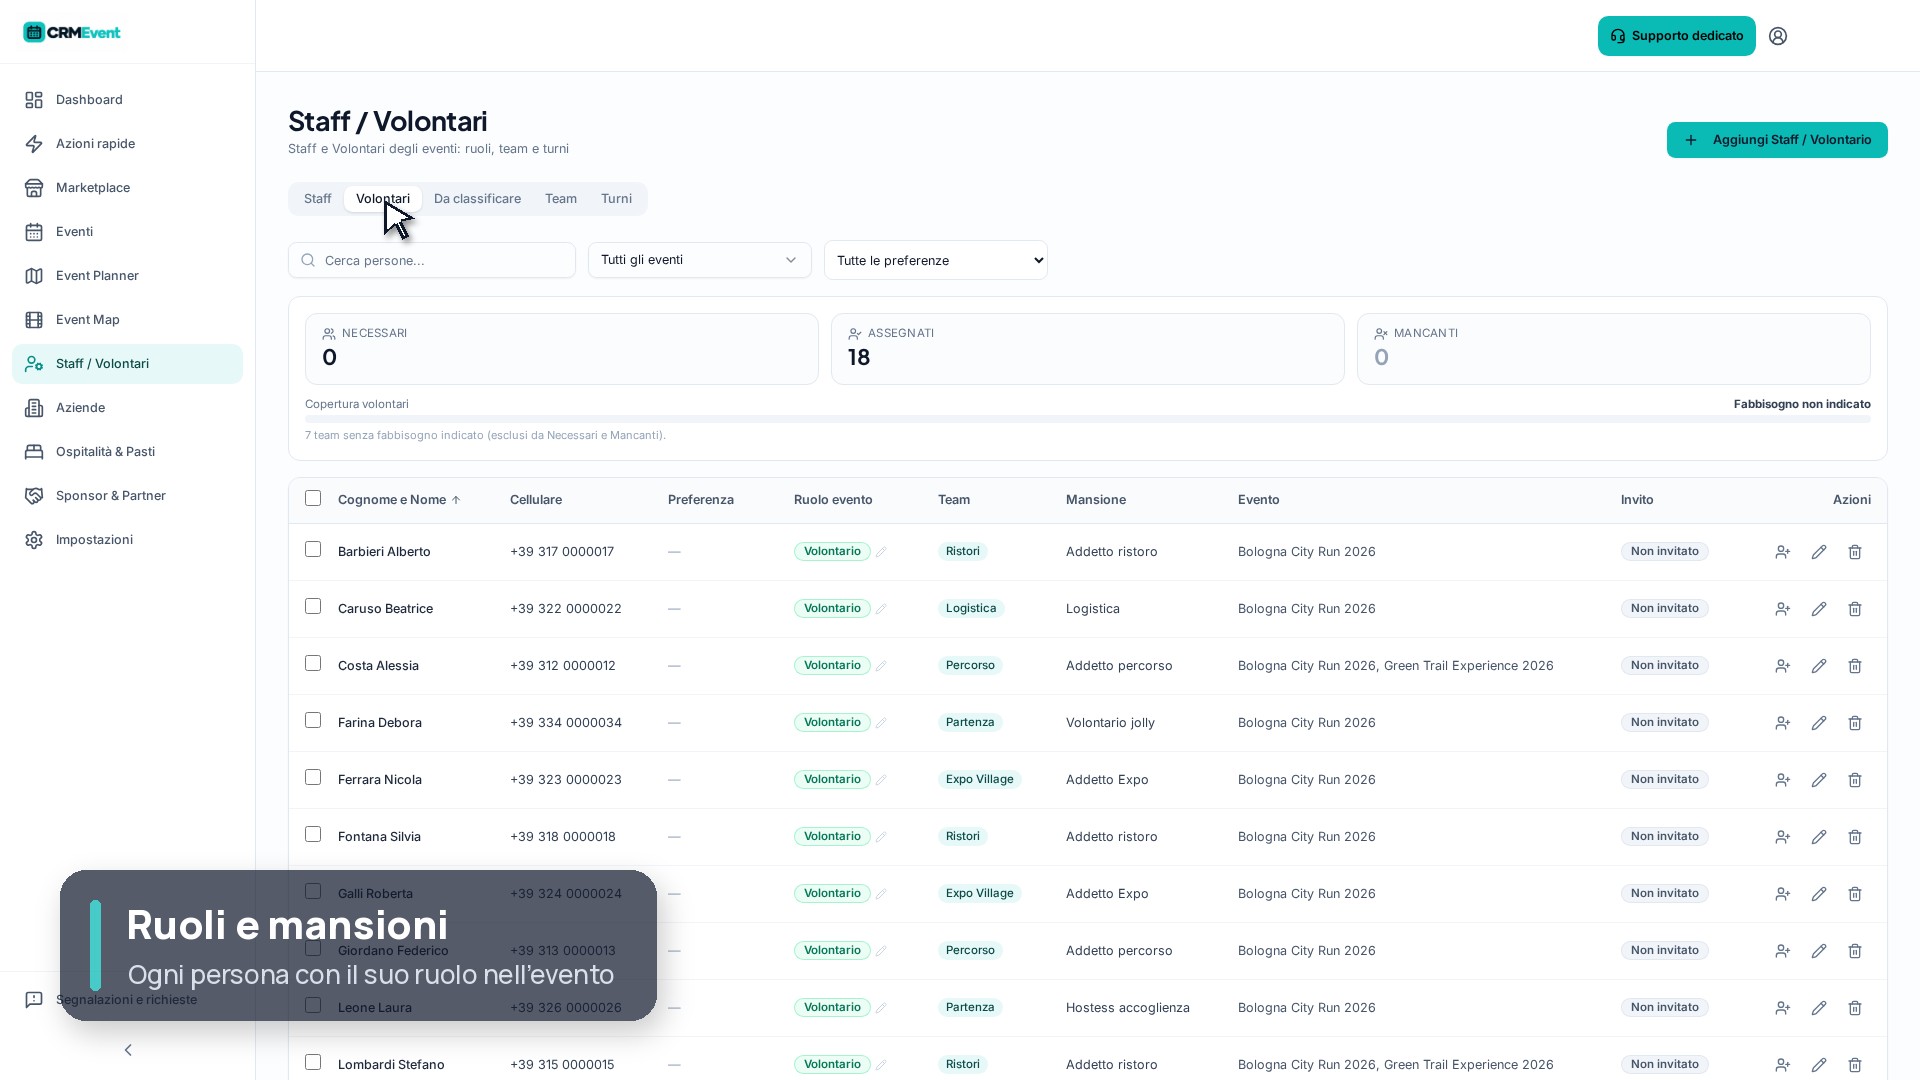 CRMEvent
Supporto dedicato
Dashboard
Azioni rapide
Marketplace
Eventi
Event Planner
Event Map
Staff / Volontari
Aziende
Ospitalità & Pasti
Sponsor & Partner
Impostazioni
Segnalazioni e richieste
Staff / Volontari
Staff e Volontari degli eventi: ruoli, team e turni
Aggiungi Staff / Volontario
Staff Volontari Da classificare Team Turni
Cerca persone... Tutti gli eventi Tutte le preferenze
NECESSARI
0
ASSEGNATI
18
MANCANTI
0
Copertura volontari Fabbisogno non indicato
7 team senza fabbisogno indicato (esclusi da Necessari e Mancanti).
Cognome e Nome Cellulare Preferenza Ruolo evento Team Mansione Evento Invito Azioni
Barbieri Alberto +39 317 0000017 — Volontario Ristori Addetto ristoro Bologna City Run 2026 Non invitato
Caruso Beatrice +39 322 0000022 — Volontario Logistica Logistica Bologna City Run 2026 Non invitato
Costa Alessia +39 312 0000012 — Volontario Percorso Addetto percorso Bologna City Run 2026, Green Trail Experience 2026 Non invitato
Farina Debora +39 334 0000034 — Volontario Partenza Volontario jolly Bologna City Run 2026 Non invitato
Ferrara Nicola +39 323 0000023 — Volontario Expo Village Addetto Expo Bologna City Run 2026 Non invitato
Fontana Silvia +39 318 0000018 — Volontario Ristori Addetto ristoro Bologna City Run 2026 Non invitato
Galli Roberta +39 324 0000024 — Volontario Expo Village Addetto Expo Bologna City Run 2026 Non invitato
Giordano Federico +39 313 0000013 — Volontario Percorso Addetto percorso Bologna City Run 2026 Non invitato
Leone Laura +39 326 0000026 — Volontario Partenza Hostess accoglienza Bologna City Run 2026 Non invitato
Lombardi Stefano +39 315 0000015 — Volontario Ristori Addetto ristoro Bologna City Run 2026, Green Trail Experience 2026 Non invitato
Ruoli e mansioni
Ogni persona con il suo ruolo nell'evento